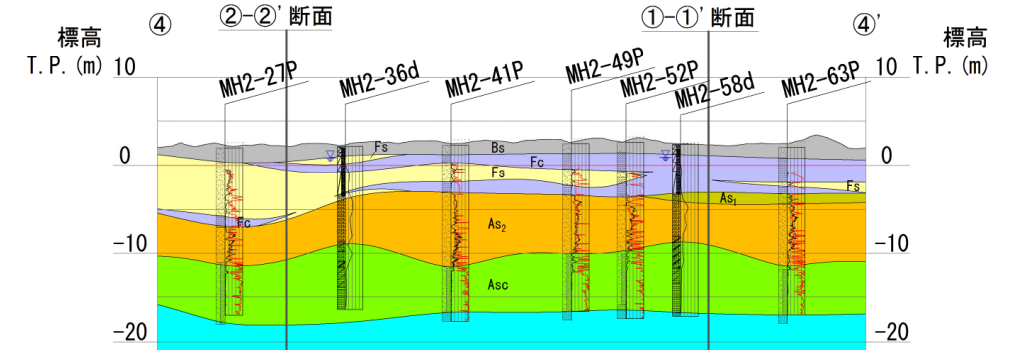 ④
②-②'断面
①-①'断面
④'
標高
T.P.(m)
標高
T.P.(m)
MH2-27P
MH2-36d
MH2-41P
MH2-49P
MH2-52P
MH2-58d
MH2-63P
10
10
0
0
-10
-10
-20
-20
Fs
Bs
Fc
Fs
Fs
As1
Fc
As2
Asc